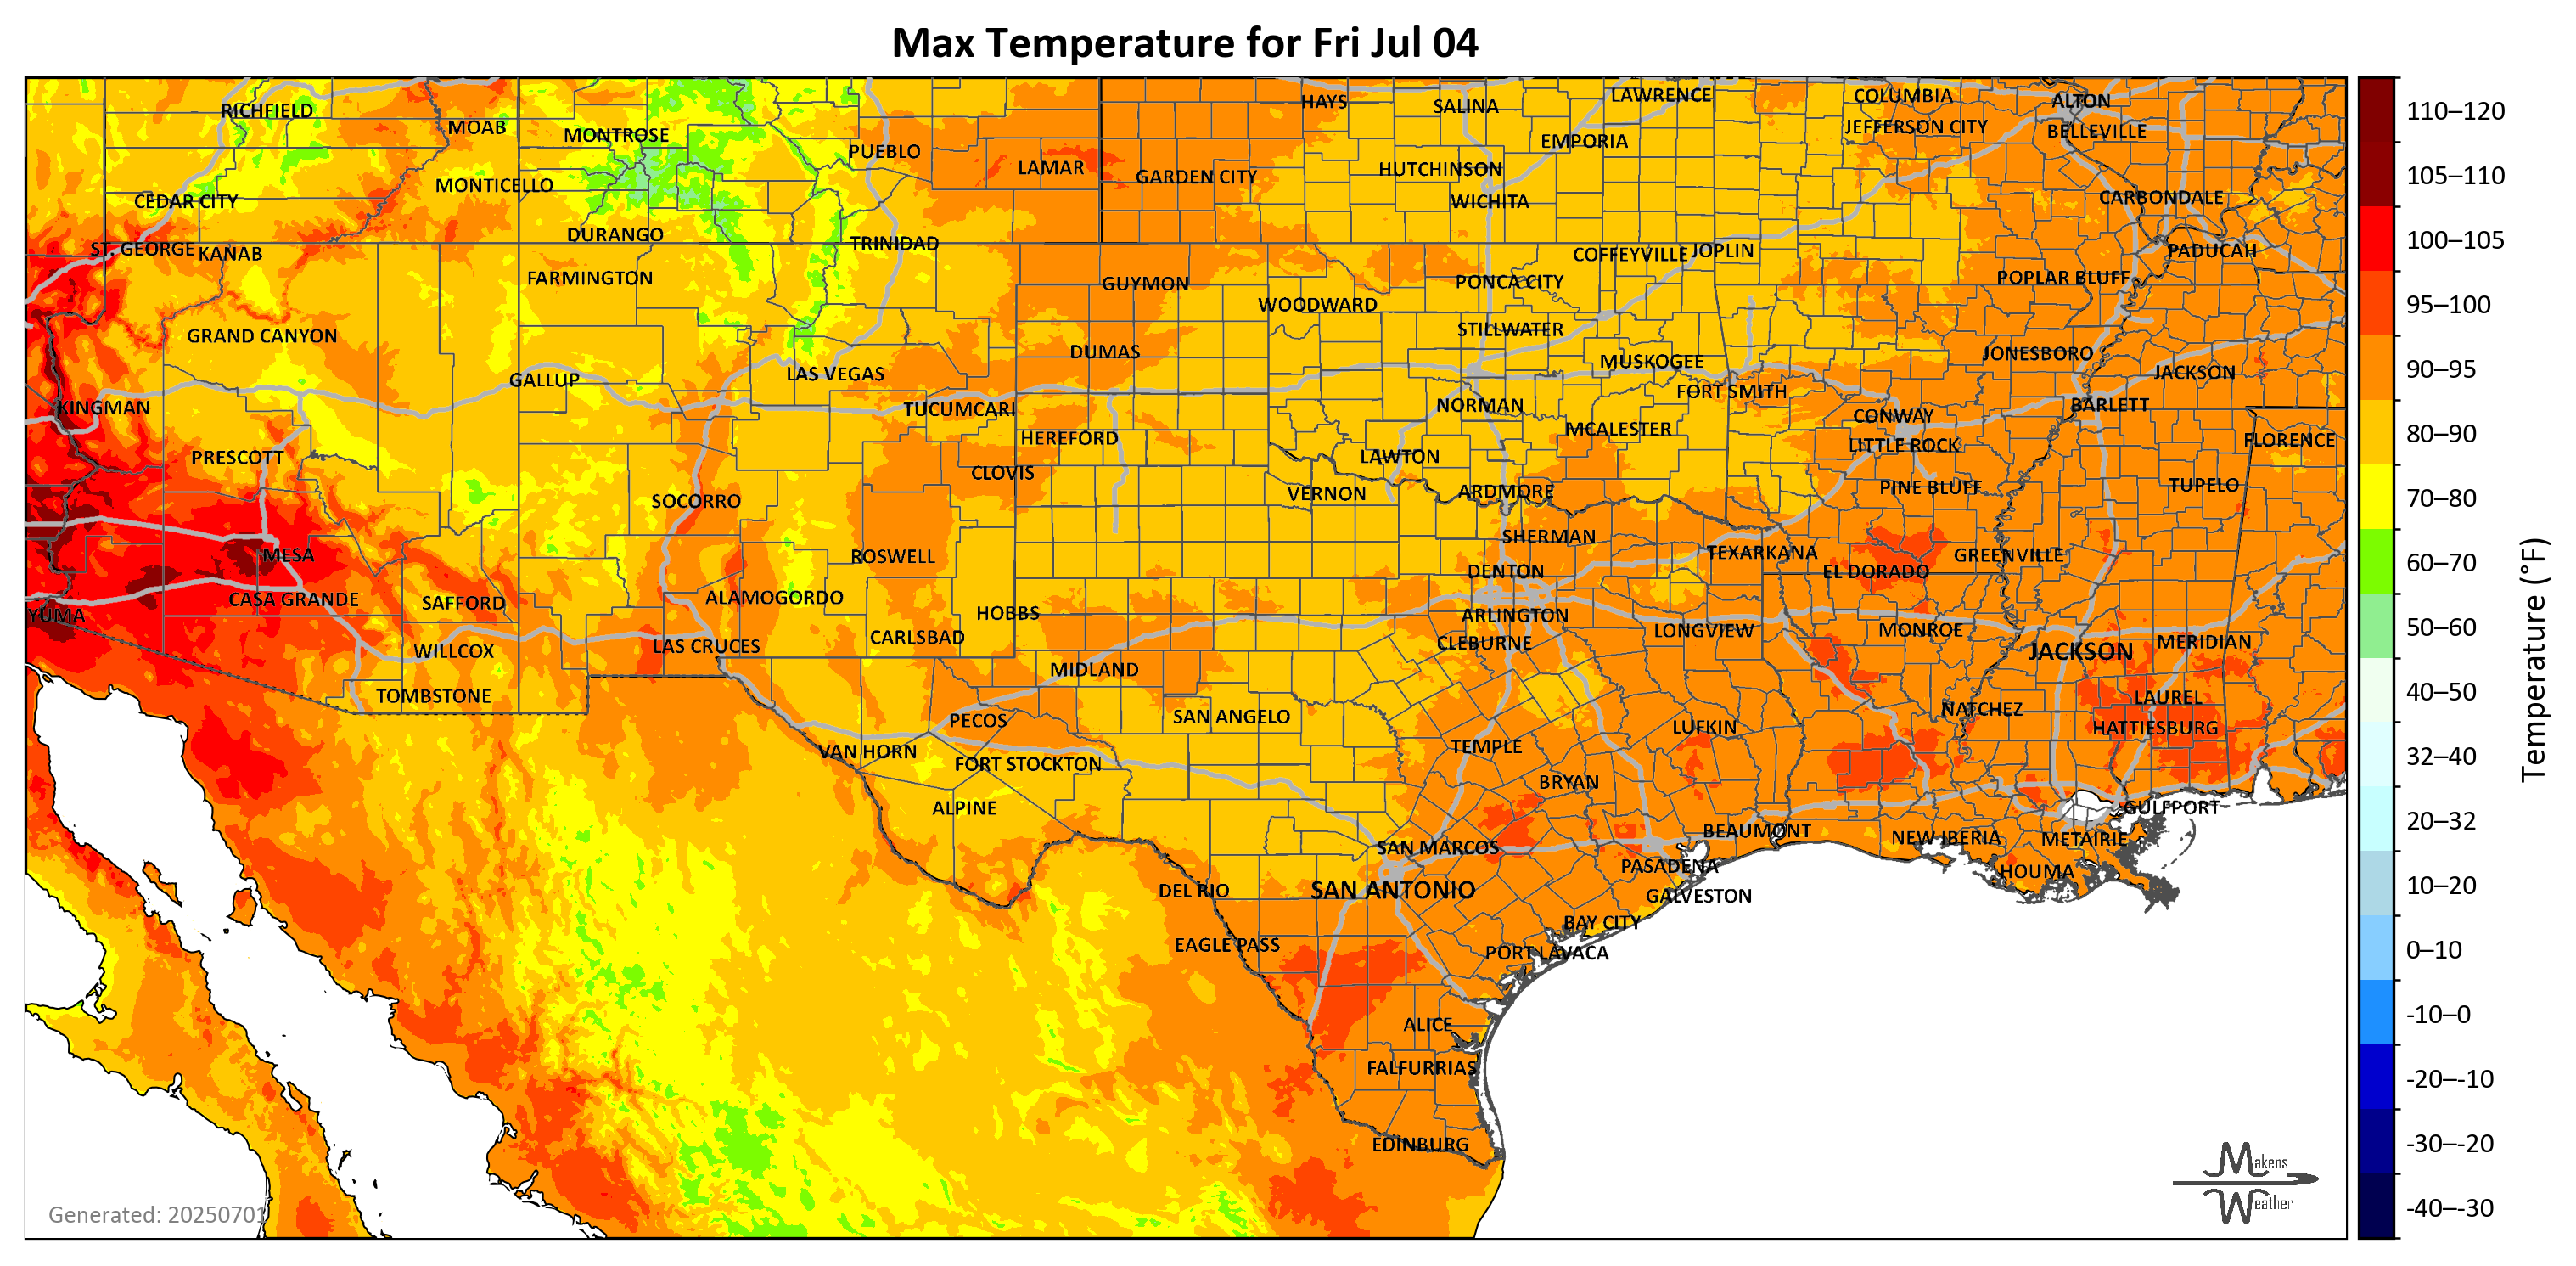 Max Temperature for Fri Jul 04
RICHFIELD
MOAB
MONTROSE
PUEBLO
LAMAR
HAYS
SALINA
LAWRENCE
COLUMBIA
ALTON
JEFFERSON CITY
BELLEVILLE
EMPORIA
HUTCHINSON
GARDEN CITY
MONTICELLO
CEDAR CITY
WICHITA
CARBONDALE
DURANGO
TRINIDAD
ST. GEORGE
KANAB
COFFEYVILLE
JOPLIN
PADUCAH
FARMINGTON
GUYMON
PONCA CITY
POPLAR BLUFF
WOODWARD
STILLWATER
GRAND CANYON
DUMAS
MUSKOGEE
JONESBORO
GALLUP
LAS VEGAS
FORT SMITH
JACKSON
KINGMAN
TUCUMCARI
NORMAN
CONWAY
BARLETT
HEREFORD
MCALESTER
LITTLE ROCK
FLORENCE
PRESCOTT
CLOVIS
LAWTON
SOCORRO
VERNON
ARDMORE
PINE BLUFF
TUPELO
SHERMAN
MESA
ROSWELL
TEXARKANA
GREENVILLE
DENTON
EL DORADO
CASA GRANDE
SAFFORD
ALAMOGORDO
HOBBS
ARLINGTON
YUMA
LAS CRUCES
CARLSBAD
CLEBURNE
LONGVIEW
MONROE
JACKSON
MERIDIAN
WILLCOX
MIDLAND
TOMBSTONE
PECOS
SAN ANGELO
LUFKIN
NATCHEZ
LAUREL
HATTIESBURG
VAN HORN
FORT STOCKTON
TEMPLE
BRYAN
ALPINE
GULFPORT
SAN MARCOS
BEAUMONT
NEW IBERIA
METAIRIE
PASADENA
HOUMA
DEL RIO
SAN ANTONIO
GALVESTON
BAY CITY
EAGLE PASS
PORT LAVACA
ALICE
FALFURRIAS
EDINBURG
Generated: 20250701
Makens
Weather
110–120
105–110
100–105
95–100
90–95
80–90
70–80
60–70
50–60
40–50
32–40
20–32
10–20
0–10
-10–0
-20–-10
-30–-20
-40–-30
Temperature (°F)